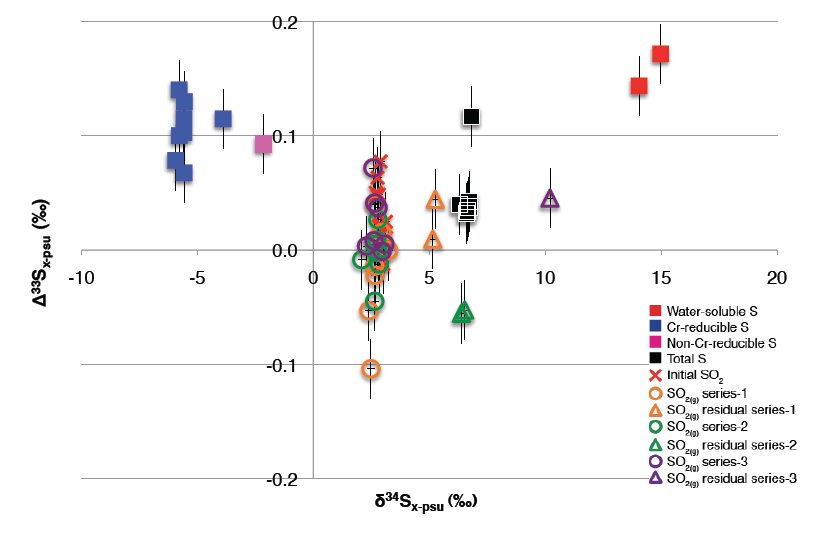 0.2
0.1
0.0
-10 -5 0 5 10 15 20
-0.1
-0.2
Δ³³Sₓ₋ₚₛᵤ (‰)
δ³⁴Sₓ₋ₚₛᵤ (‰)
Water-soluble S
Cr-reducible S
Non-Cr-reducible S
Total S
Initial SO₂
SO₂₍g₎ series-1
SO₂₍g₎ residual series-1
SO₂₍g₎ series-2
SO₂₍g₎ residual series-2
SO₂₍g₎ series-3
SO₂₍g₎ residual series-3